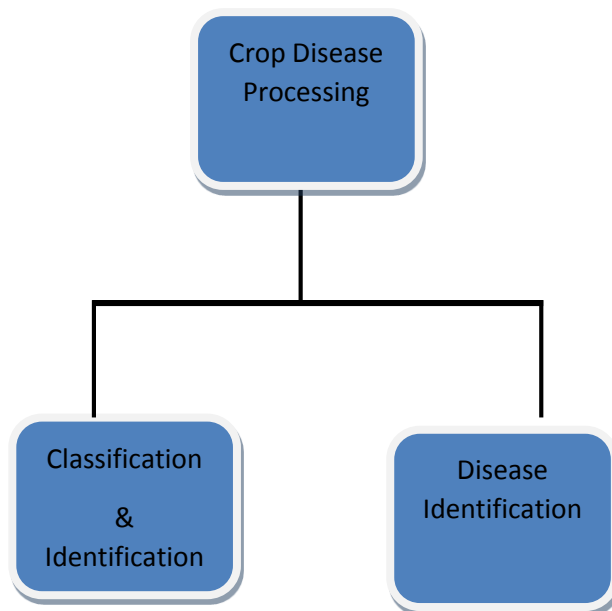 Crop Disease
Processing
Classification
&
Identification
Disease
Identification